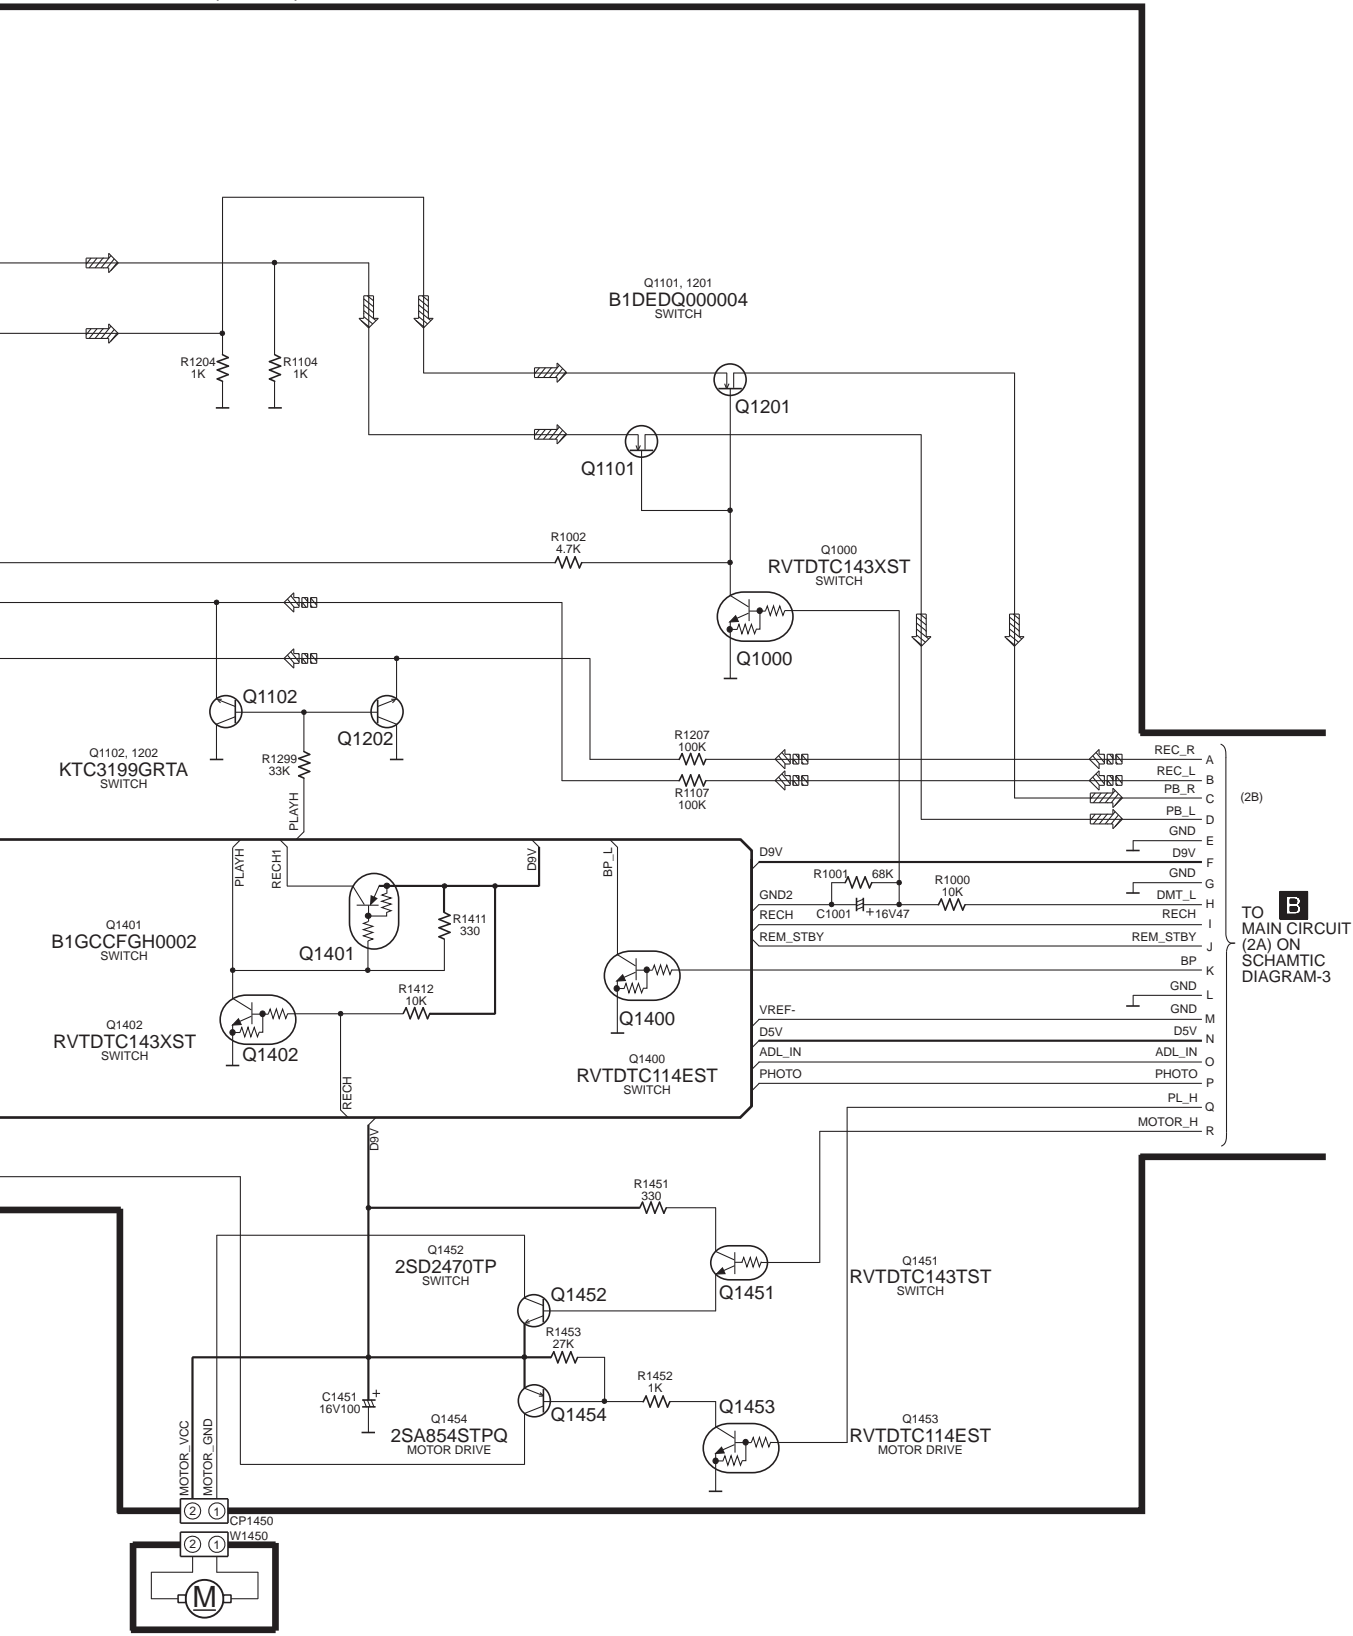 Q1101, 1201
B1DEDQ000004
SWITCH
R1204
1K
R1104
1K
Q1201
Q1101
R1002
4.7K
Q1000
RVTDTC143XST
SWITCH
Q1000
Q1102
Q1202
Q1102, 1202
KTC3199GRTA
SWITCH
R1299
33K
R1207
100K
R1107
100K
REC_R A
REC_L B
PB_R C
PB_L D
GND E
D9V F
GND G
DMT_L H
RECH I
REM_STBY J
BP K
GND L
GND M
D5V N
ADL_IN O
PHOTO P
PL_H Q
MOTOR_H R
(2B)
TO B
MAIN CIRCUIT
(2A) ON
SCHAMTIC
DIAGRAM-3
PLAYH
PLAYH
RECH1
D9V
BP_L
D9V
R1001 68K
R1000
10K
GND2
C1001 +16V47
RECH
REM_STBY
VREF-
D5V
ADL_IN
PHOTO
Q1401
B1GCCFGH0002
SWITCH
Q1401
R1411
330
R1412
10K
Q1402
RVTDTC143XST
SWITCH
Q1402
Q1400
Q1400
RVTDTC114EST
SWITCH
RECH
D9V
R1451
330
Q1452
2SD2470TP
SWITCH
Q1452
Q1451
Q1451
RVTDTC143TST
SWITCH
R1453
27K
R1452
1K
C1451 +
16V100
Q1454
Q1454
2SA854STPQ
MOTOR DRIVE
Q1453
Q1453
RVTDTC114EST
MOTOR DRIVE
MOTOR_VCC
MOTOR_GND
2 1
CP1450
W1450
2 1
M